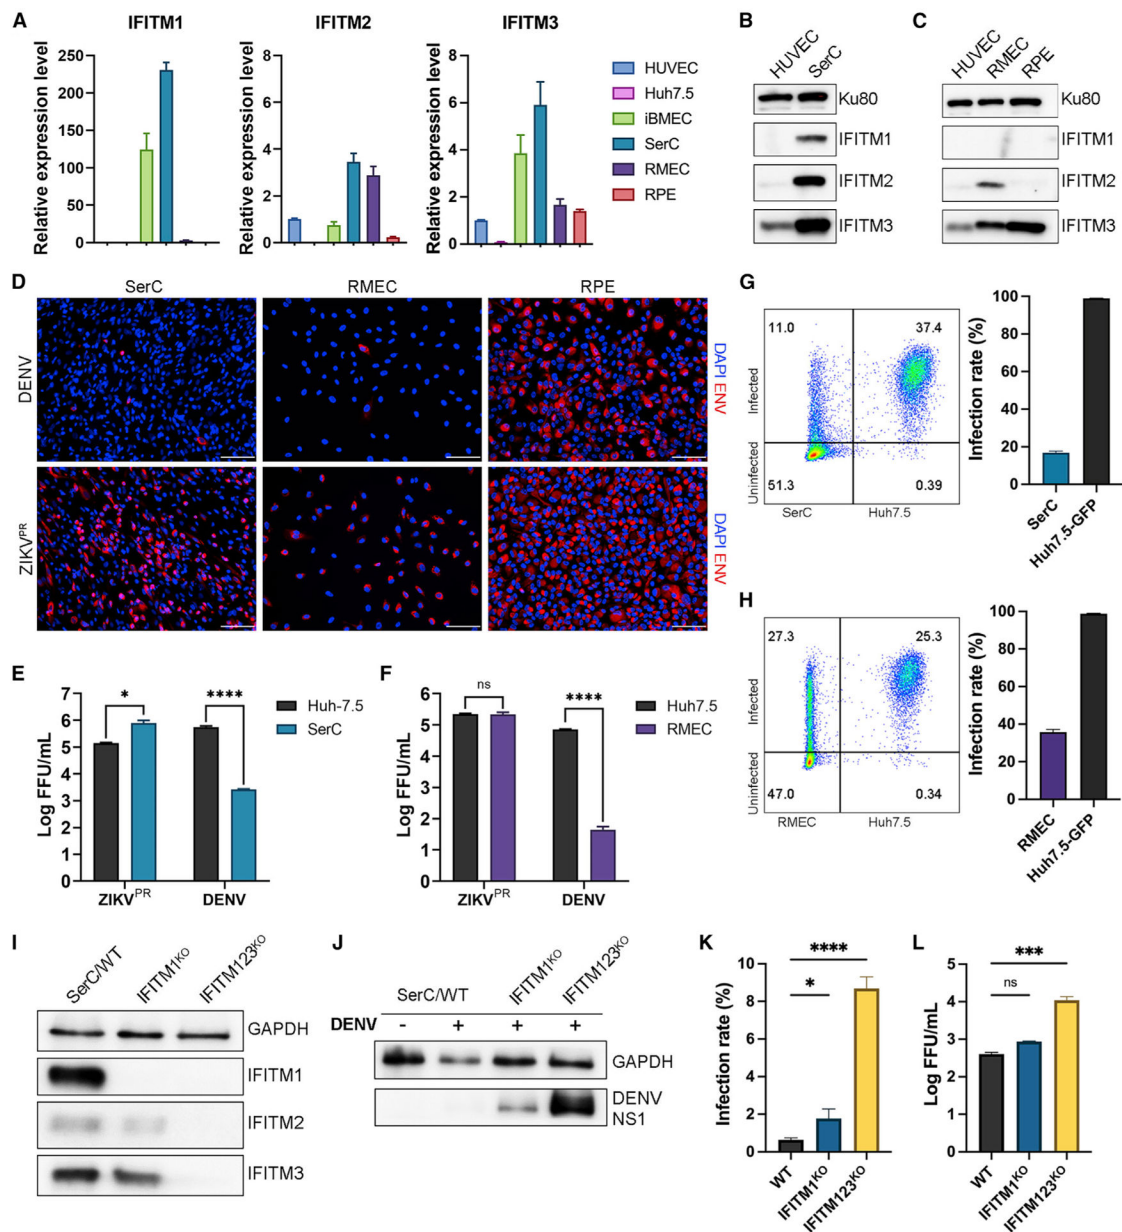 A
IFITM1
IFITM2
IFITM3
Relative expression level
250
200
150
100
50
0
Relative expression level
8
6
4
2
0
Relative expression level
8
6
4
2
0
HUVEC
Huh7.5
iBMEC
SerC
RMEC
RPE
B
HUVEC
SerC
Ku80
IFITM1
IFITM2
IFITM3
C
HUVEC
RMEC
RPE
Ku80
IFITM1
IFITM2
IFITM3
D
SerC
RMEC
RPE
DENV
DAPI ENV
ZIKVPR
DAPI ENV
E
Log FFU/mL
7
6
5
4
3
2
1
0
*
****
Huh-7.5
SerC
ZIKVPR
DENV
F
Log FFU/mL
7
6
5
4
3
2
1
0
ns
****
Huh7.5
RMEC
ZIKVPR
DENV
G
Infected
Uninfected
11.0
37.4
51.3
0.39
SerC
Huh7.5
Infection rate (%)
100
80
60
40
20
0
SerC
Huh7.5-GFP
H
Infected
Uninfected
27.3
25.3
47.0
0.34
RMEC
Huh7.5
Infection rate (%)
100
80
60
40
20
0
RMEC
Huh7.5-GFP
I
SerC/WT
IFITM1KO
IFITM123KO
GAPDH
IFITM1
IFITM2
IFITM3
J
SerC/WT
IFITM1KO
IFITM123KO
DENV - + + +
GAPDH
DENV
NS1
K
Infection rate (%)
10
8
6
4
2
0
****
*
WT
IFITM1KO
IFITM123KO
L
Log FFU/mL
5
4
3
2
1
0
***
ns
WT
IFITM1KO
IFITM123KO